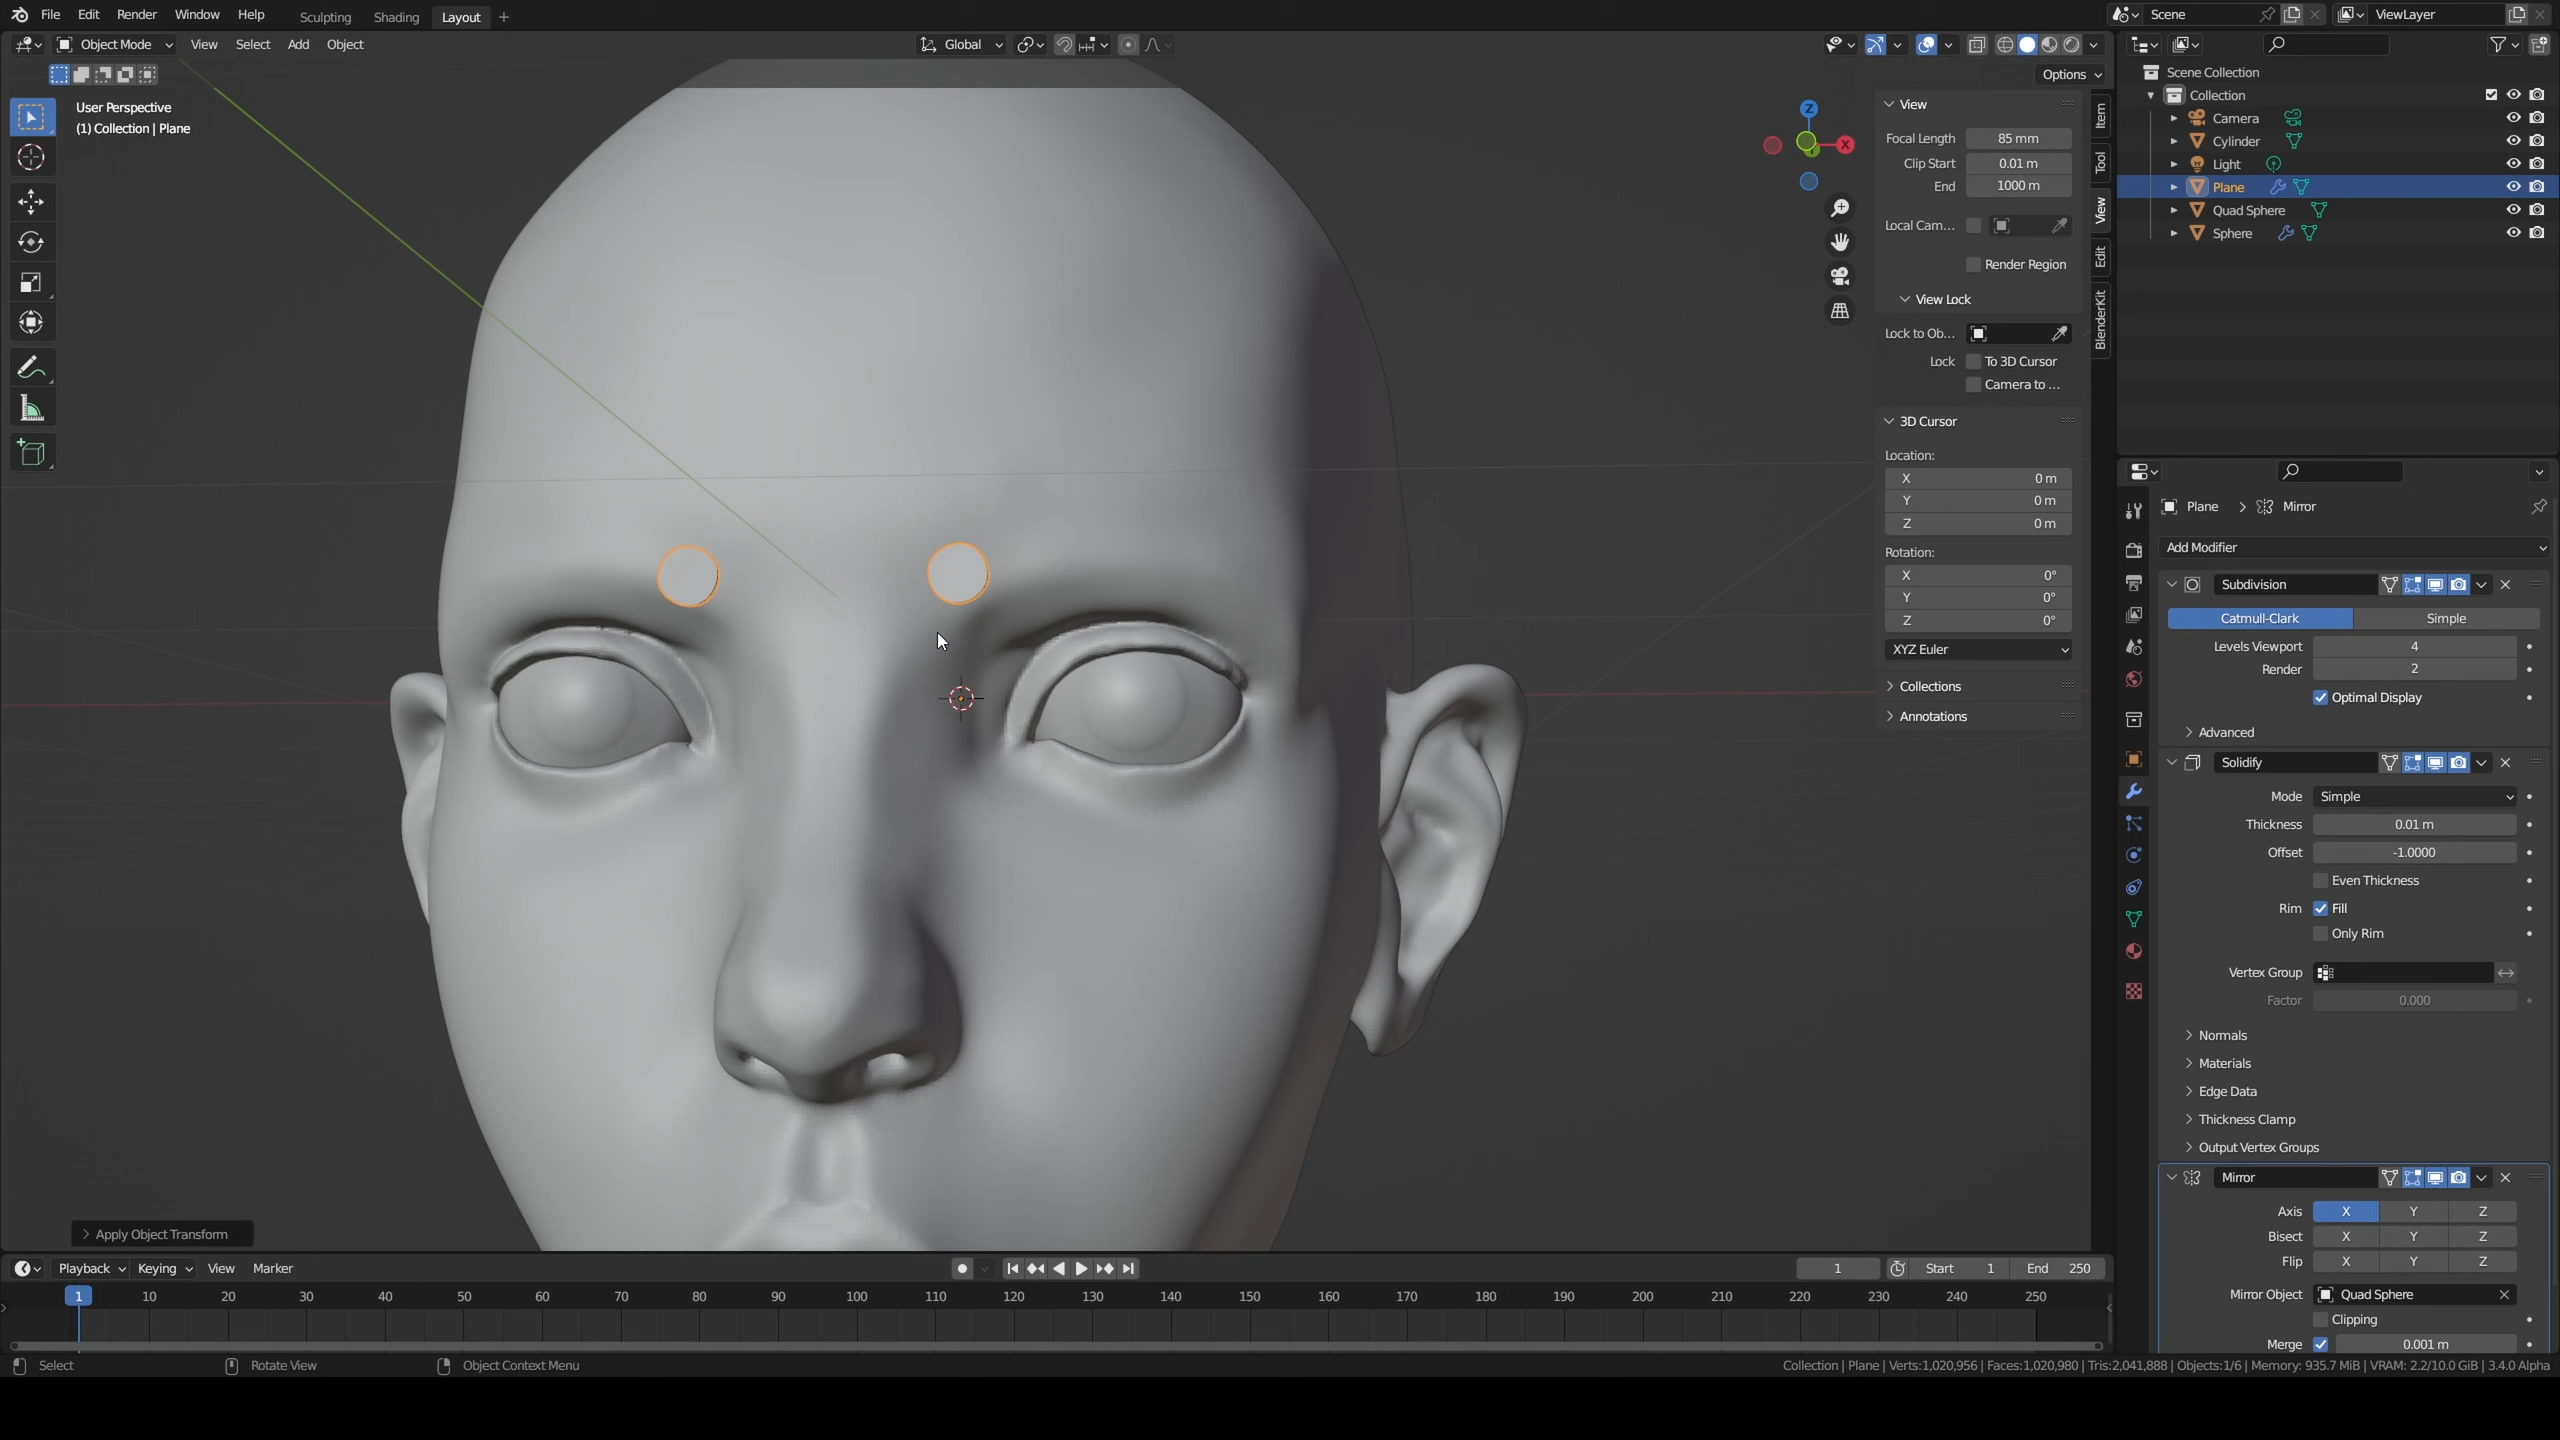 File Edit Render Window Help Sculpting Shading Layout Scene ViewLayer
Object Mode View Select Add Object Global
Options
User Perspective
(1) Collection | Plane
View
Focal Length 85 mm
Clip Start 0.01 m
End 1000 m
Local Cam...
Render Region
View Lock
Lock to Ob...
Lock To 3D Cursor
Camera to ...
3D Cursor
Location:
X 0 m
Y 0 m
Z 0 m
Rotation:
X 0°
Y 0°
Z 0°
XYZ Euler
Collections
Annotations
Item
Tool
View
Edit
BlenderKit
Z
X
Scene Collection
Collection
Camera
Cylinder
Light
Plane
Quad Sphere
Sphere
Plane > Mirror
Add Modifier
Subdivision
Catmull-Clark Simple
Levels Viewport 4
Render 2
Optimal Display
Advanced
Solidify
Mode Simple
Thickness 0.01 m
Offset -1.0000
Even Thickness
Rim Fill
Only Rim
Vertex Group
Factor 0.000
Normals
Materials
Edge Data
Thickness Clamp
Output Vertex Groups
Mirror
Axis X Y Z
Bisect X Y Z
Flip X Y Z
Mirror Object Quad Sphere
Clipping
Merge 0.001 m
Apply Object Transform
Playback Keying View Marker 1 Start 1 End 250
1 10 20 30 40 50 60 70 80 90 100 110 120 130 140 150 160 170 180 190 200 210 220 230 240 250
Select Rotate View Object Context Menu Collection | Plane | Verts:1,020,956 | Faces:1,020,980 | Tris:2,041,888 | Objects:1/6 | Memory: 935.7 MiB | VRAM: 2.2/10.0 GiB | 3.4.0 Alpha